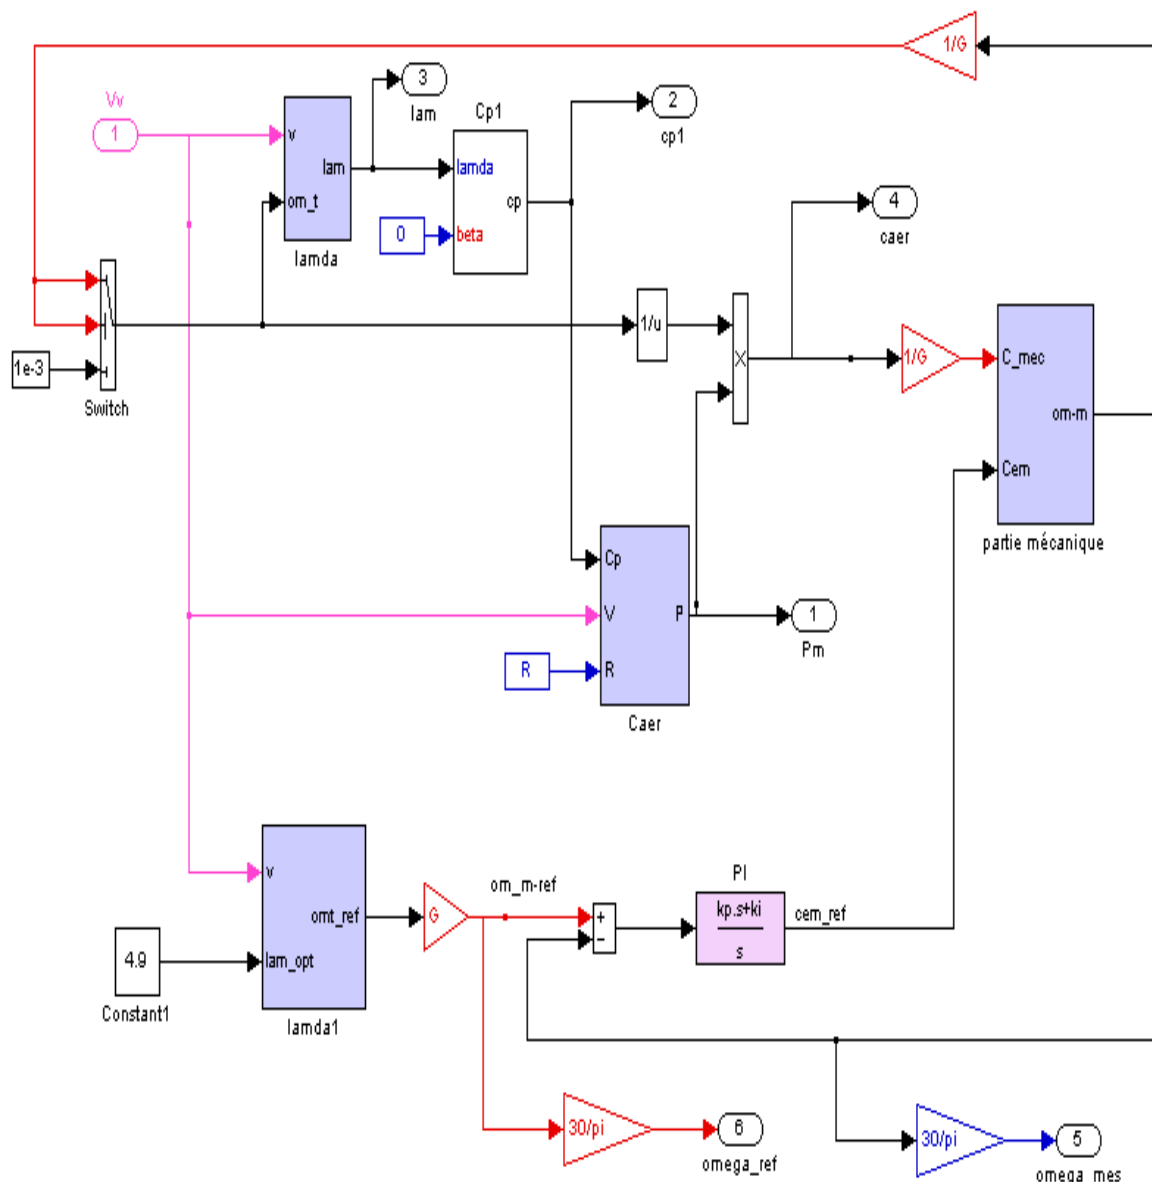 1/G
Vv
1
3
lam
Cp1
2
cp1
v
lam
om_t
lamda
lamda
cp
beta
0
4
caer
1e-3
Switch
1/u
X
1/G
C_mec
om-m
Cem
partie mécanique
Cp
V
P
R
R
Caer
1
Pm
v
omt_ref
lam_opt
lamda1
4.9
Constant1
G
om_m-ref
+
−
PI
kp.s+ki
s
cem_ref
30/pi
6
omega_ref
30/pi
5
omega_mes